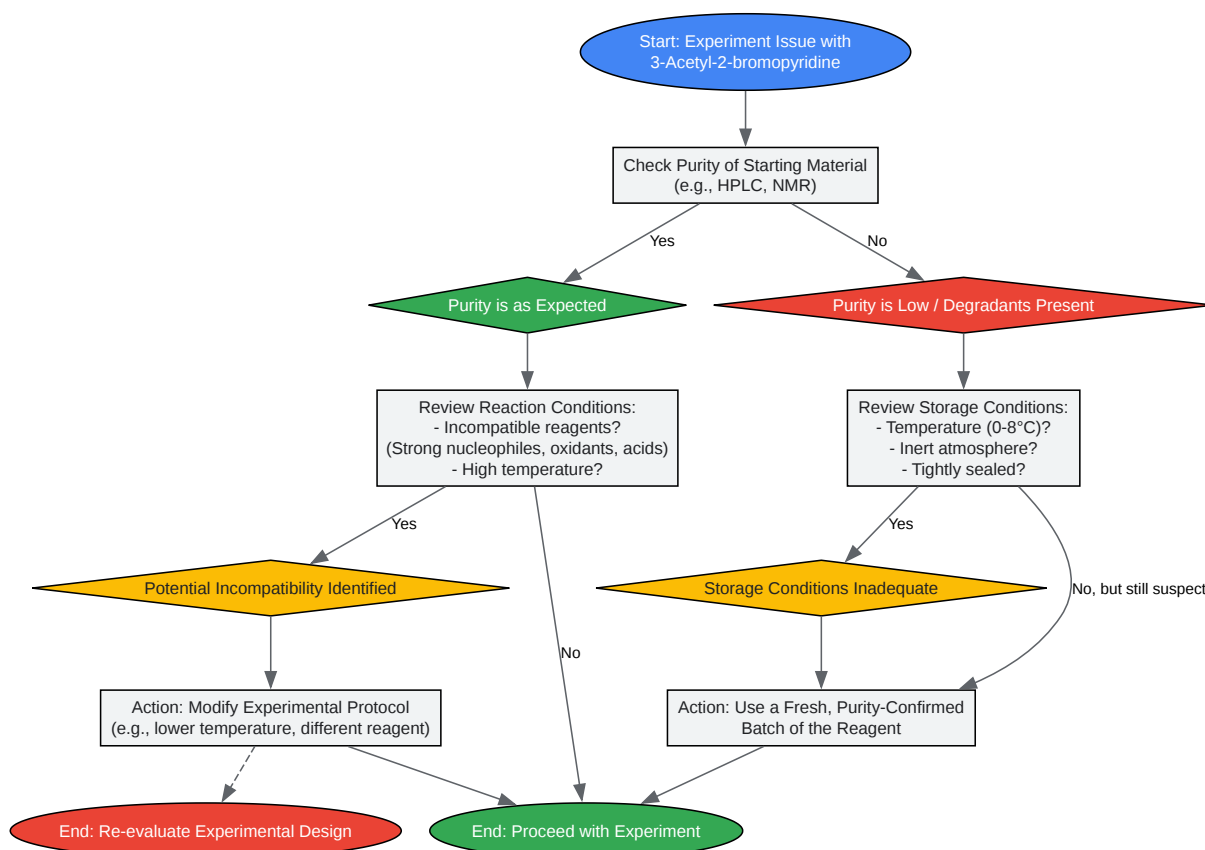 Start: Experiment Issue with
3-Acetyl-2-bromopyridine
Check Purity of Starting Material
(e.g., HPLC, NMR)
Yes
No
Purity is as Expected
Purity is Low / Degradants Present
Review Reaction Conditions:
- Incompatible reagents?
(Strong nucleophiles, oxidants, acids)
- High temperature?
Review Storage Conditions:
- Temperature (0-8°C)?
- Inert atmosphere?
- Tightly sealed?
Yes
Yes
Potential Incompatibility Identified
Storage Conditions Inadequate
No, but still suspect
No
Action: Modify Experimental Protocol
(e.g., lower temperature, different reagent)
Action: Use a Fresh, Purity-Confirmed
Batch of the Reagent
End: Re-evaluate Experimental Design
End: Proceed with Experiment